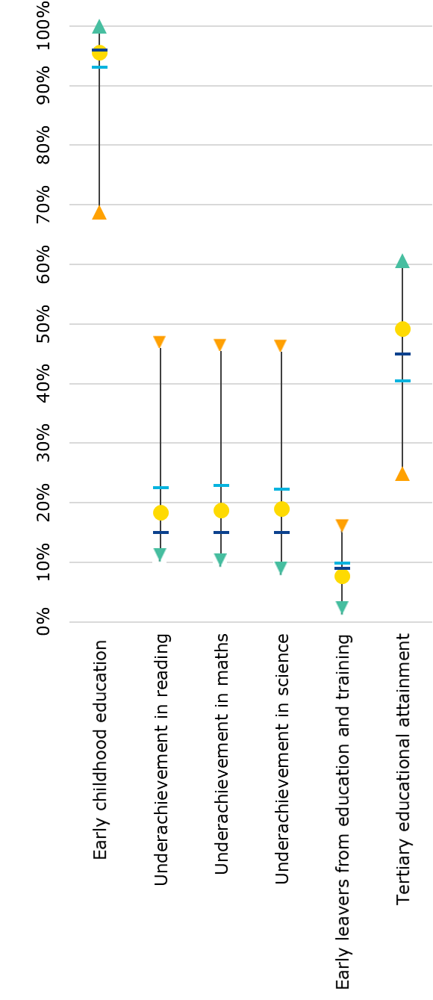 100%
90%
80%
70%
60%
50%
40%
30%
20%
10%
0%
Early childhood education
Underachievement in reading
Underachievement in maths
Underachievement in science
Early leavers from education and training
Tertiary educational attainment